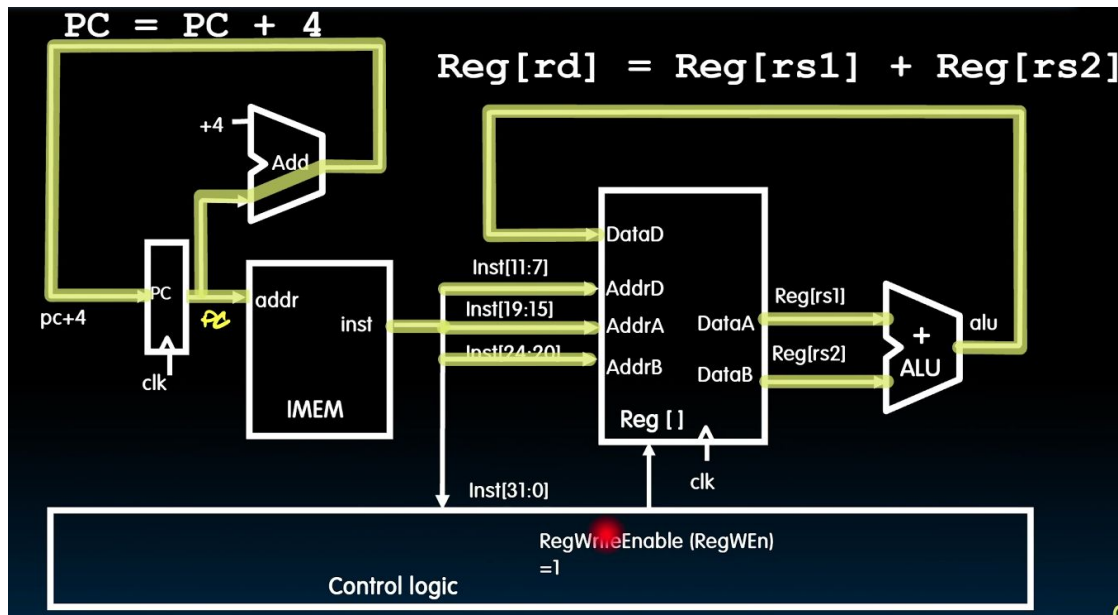 PC = PC + 4
Reg[rd] = Reg[rs1] + Reg[rs2]
+4
Add
DataD
Inst[11:7]
AddrD
Reg[rs1]
PC
addr
Inst[19:15]
pc+4
PC
inst
AddrA
DataA
+
alu
Inst[24:20]
Reg[rs2]
ALU
AddrB
DataB
clk
IMEM
Reg [ ]
clk
Inst[31:0]
RegWriteEnable (RegWEn)
=1
Control logic